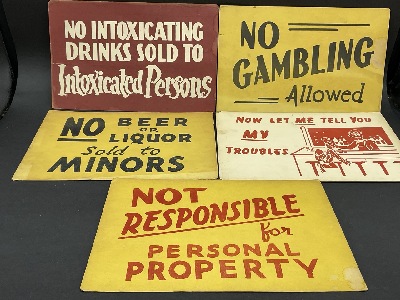 NO INTOXICATING
DRINKS SOLD TO
Intoxicated Persons
NO
GAMBLING
Allowed
NO BEER
OR
LIQUOR
Sold to
MINORS
NOW LET ME TELL YOU
MY
TROUBLES
NOT
RESPONSIBLE
for
PERSONAL
PROPERTY